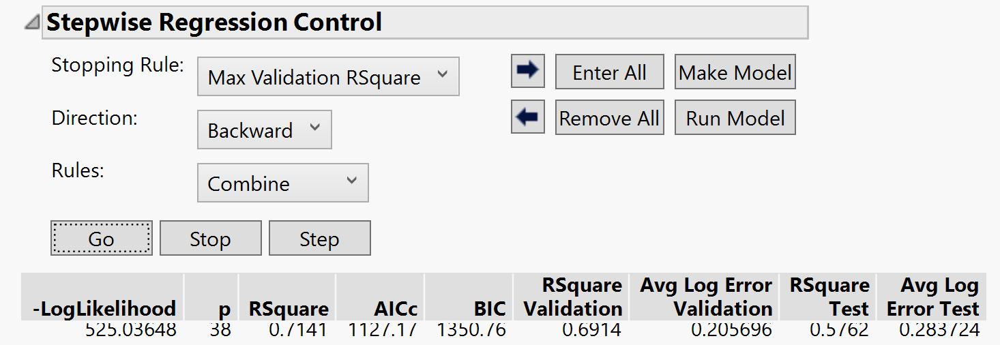 Stepwise Regression Control
Stopping Rule: Max Validation RSquare Enter All Make Model
Direction: Backward Remove All Run Model
Rules: Combine
Go Stop Step
-LogLikelihood p RSquare AICc BIC RSquare Validation Avg Log Error Validation RSquare Test Avg Log Error Test
525.03648 38 0.7141 1127.17 1350.76 0.6914 0.205696 0.5762 0.283724